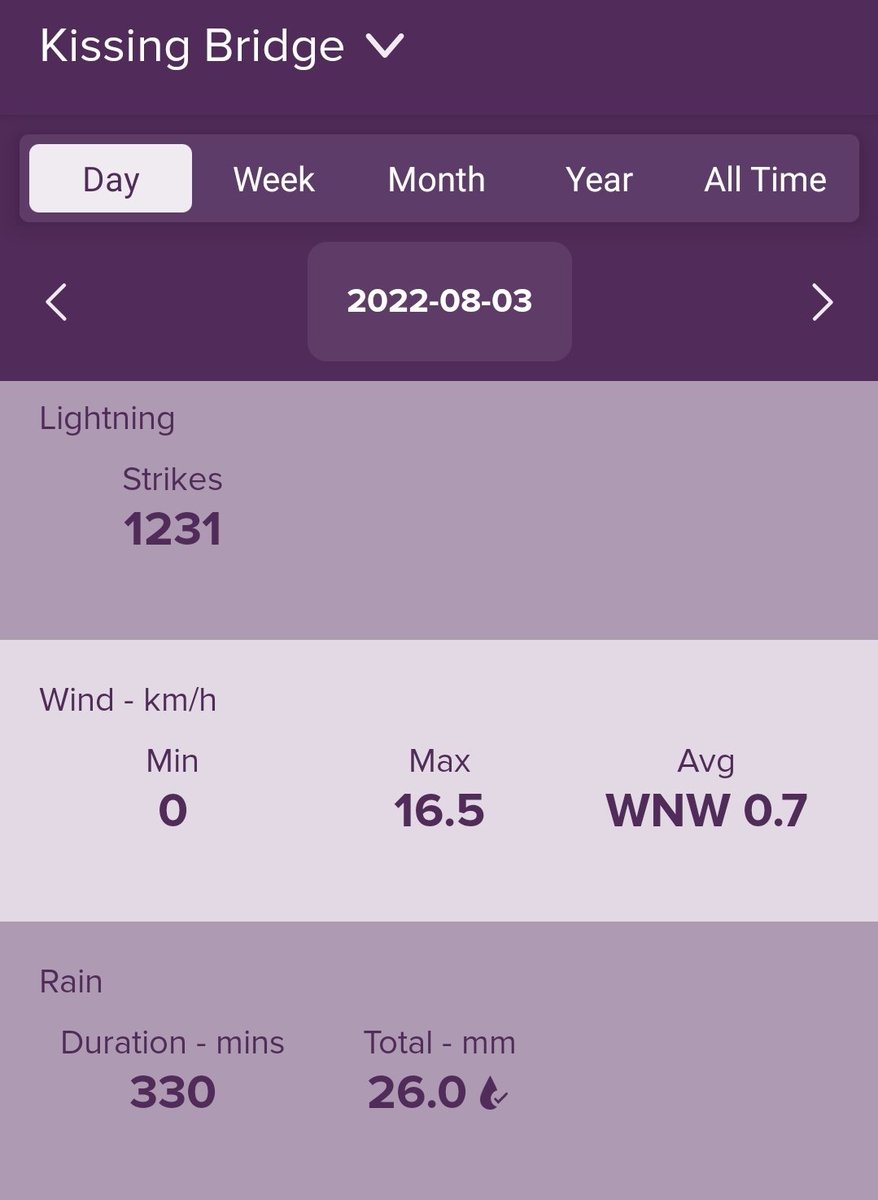 Kissing Bridge
Day Week Month Year All Time
2022-08-03
Lightning
Strikes
1231
Wind - km/h
Min Max Avg
0 16.5 WNW 0.7
Rain
Duration - mins Total - mm
330 26.0